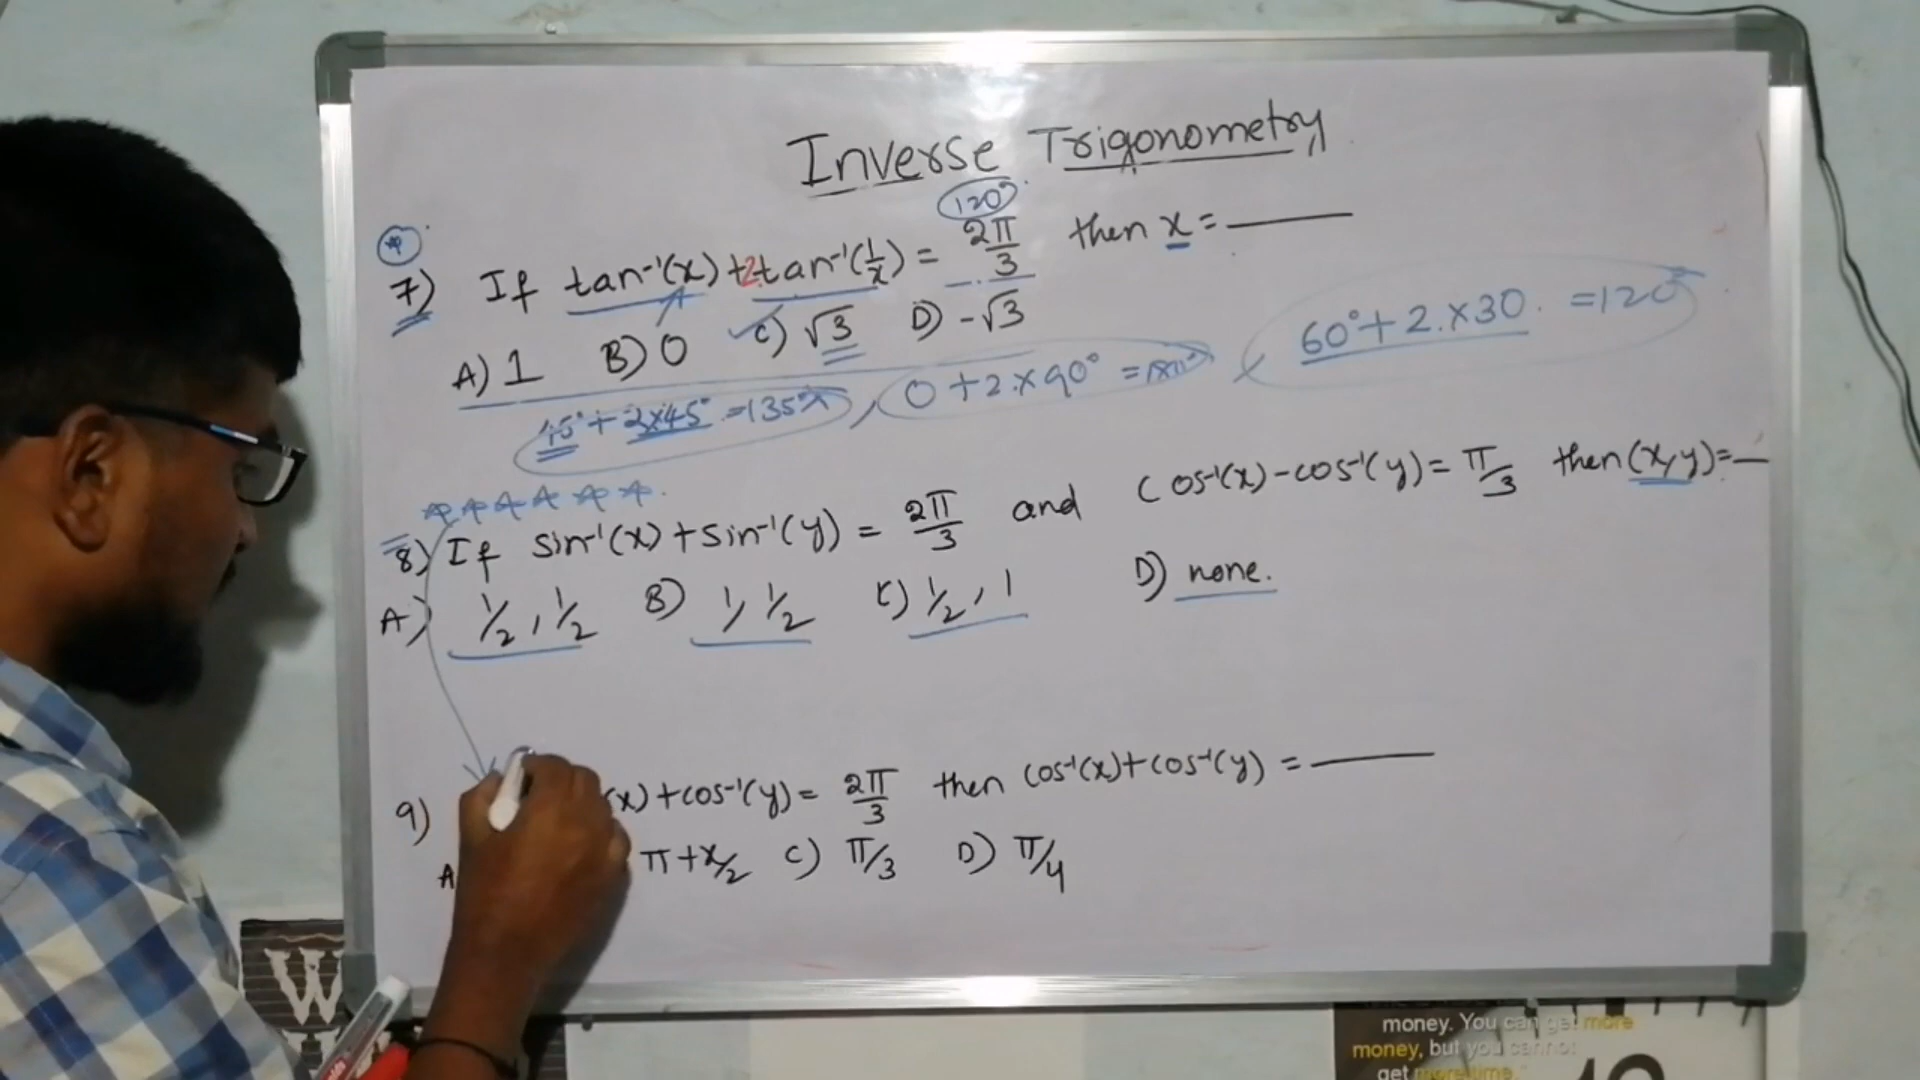 Inverse Trigonometry
120°
7) If tan⁻¹(x) + 2tan⁻¹(1/x) = 2π/3 then x = ____
A) 1 B) 0 C) √3 D) -√3
60° + 2.×30 = 120°
45° + 2×45° = 135° , 0 + 2.×90° =
8) If sin⁻¹(x) + sin⁻¹(y) = 2π/3 and cos⁻¹(x) - cos⁻¹(y) = π/3 then (x, y) = __
A) 1/2, 1/2 B) 1, 1/2 C) 1/2, 1 D) none.
9) (x) + cos⁻¹(y) = 2π/3 then cos⁻¹(x) + cos⁻¹(y) = ____
A π + x/2 C) π/3 D) π/4
W
money. You can get more
money, but you cannot
get more time.